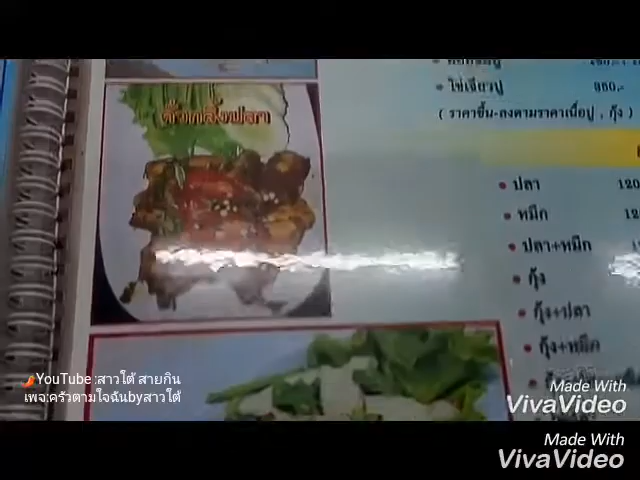 ไข่เจียวปู 350.-
( ราคาขึ้น-ลงตามราคาเนื้อปู , กุ้ง )
ปลา 120
หมึก 12
ปลา+หมึก
กุ้ง
กุ้ง+ปลา
กุ้ง+หมึก
YouTube :สาวใต้ สายกิน
เพจ:ครัวตามใจฉันbyสาวใต้
Made With
VivaVideo
Made With
VivaVideo